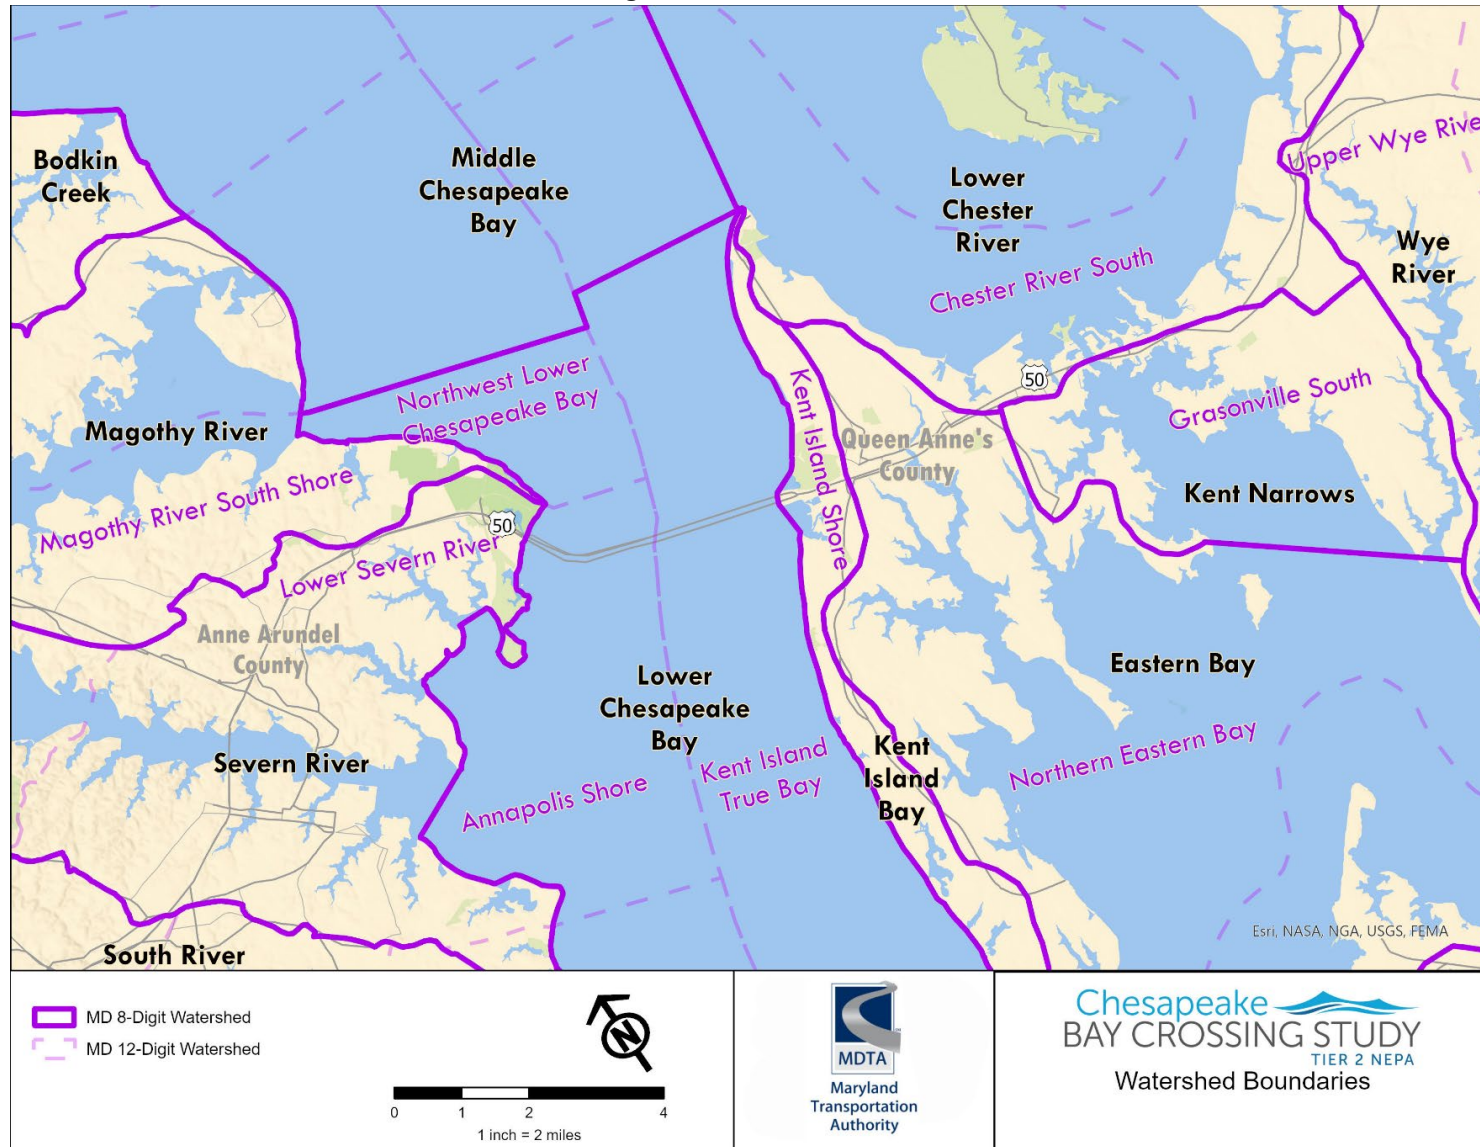 Bodkin
Creek
Middle
Chesapeake
Bay
Lower
Chester
River
Upper Wye Rive
Wye
River
Chester River South
Northwest Lower
Chesapeake Bay
Kent Island Shore
50
Grasonville South
Magothy River
Queen Anne's
County
Kent Narrows
Magothy River South Shore
50
Lower Severn River
Anne Arundel
County
Lower
Chesapeake
Bay
Eastern Bay
Severn River
Annapolis Shore
Kent Island
True Bay
Kent
Island
Bay
Northern Eastern Bay
South River
Esri, NASA, NGA, USGS, FEMA
MD 8-Digit Watershed
MD 12-Digit Watershed
N
0 1 2 4
1 inch = 2 miles
MDTA
Maryland
Transportation
Authority
Chesapeake
BAY CROSSING STUDY
TIER 2 NEPA
Watershed Boundaries